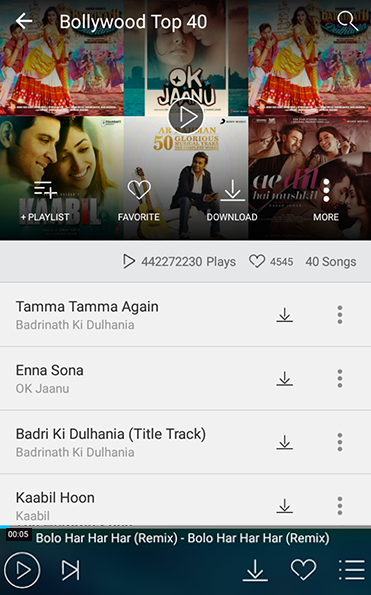 Bollywood Top 40
OK
JAANU
KAABIL
A R RAHMAN
50 GLORIOUS
MUSICAL YEARS
ae dil
hai mushkil
+ PLAYLIST
FAVORITE
DOWNLOAD
MORE
442272230 Plays
4545
40 Songs
Tamma Tamma Again
Badrinath Ki Dulhania
Enna Sona
OK Jaanu
Badri Ki Dulhania (Title Track)
Badrinath Ki Dulhania
Kaabil Hoon
Kaabil
00:05
Bolo Har Har Har (Remix) - Bolo Har Har Har (Remix)